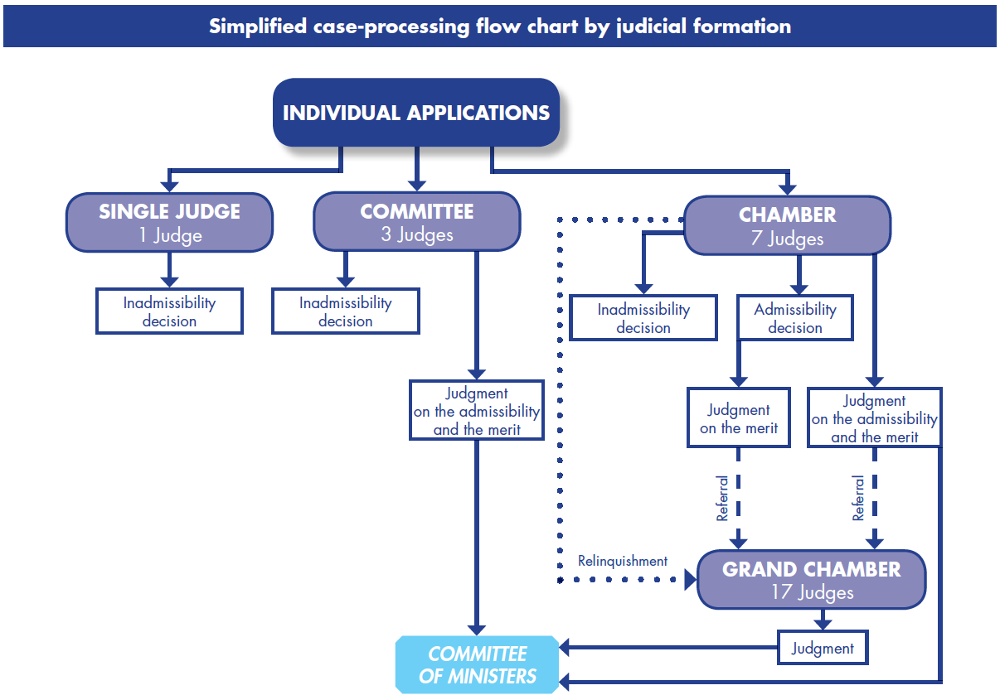 Simplified case-processing flow chart by judicial formation
INDIVIDUAL APPLICATIONS
SINGLE JUDGE
1 Judge
COMMITTEE
3 Judges
CHAMBER
7 Judges
Inadmissibility
decision
Inadmissibility
decision
Inadmissibility
decision
Admissibility
decision
Judgment
on the admissibility
and the merit
Judgment
on the merit
Judgment
on the admissibility
and the merit
Referral
Referral
Relinquishment
GRAND CHAMBER
17 Judges
Judgment
COMMITTEE
OF MINISTERS